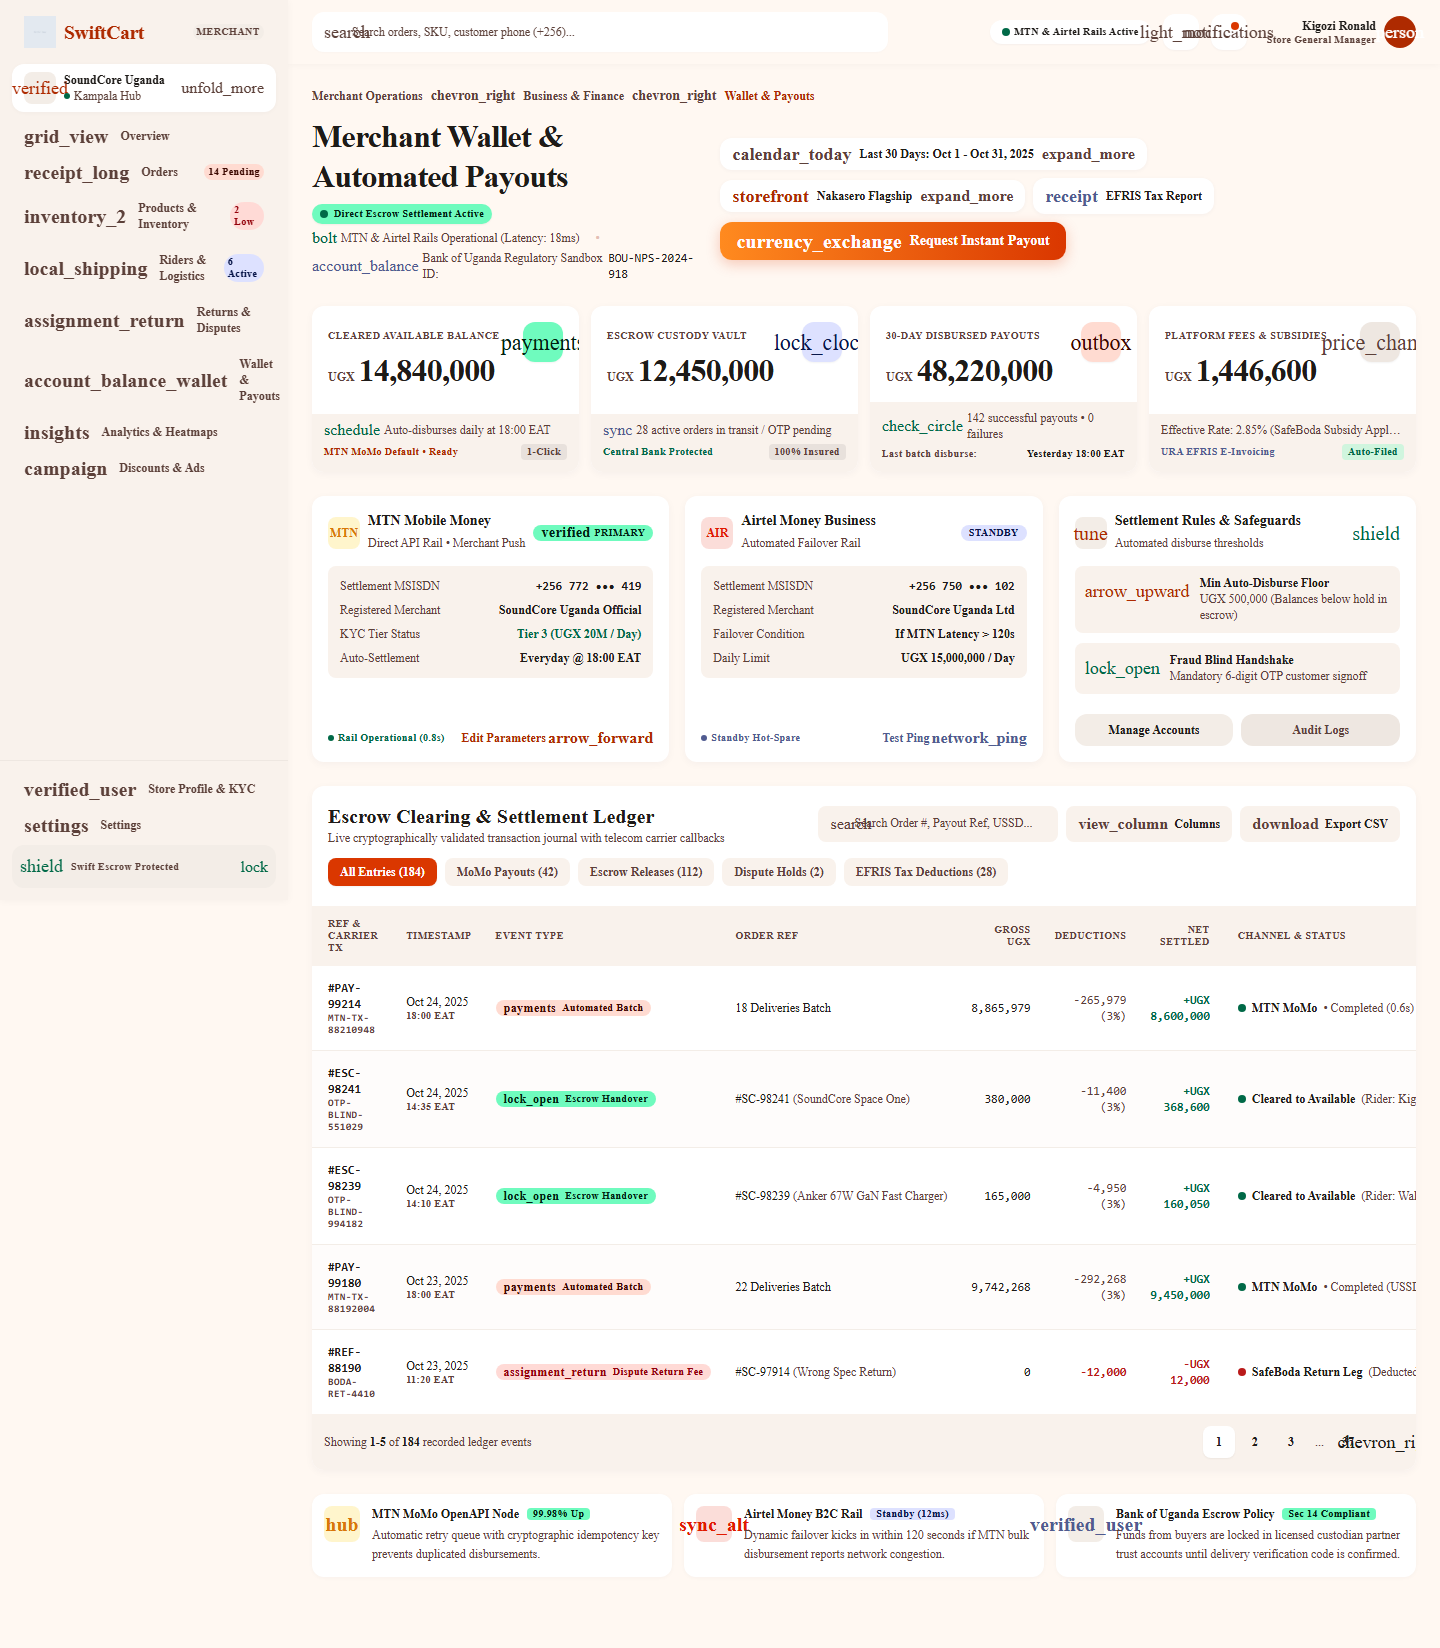 SwiftCart MERCHANT
search Search orders, SKU, customer phone (+256)...
MTN & Airtel Rails Active light_mode notifications
Kigozi Ronald
Store General Manager
verified SoundCore Uganda
Kampala Hub
unfold_more
grid_view Overview
receipt_long Orders 14 Pending
inventory_2 Products & Inventory 2 Low
local_shipping Riders & Logistics 6 Active
assignment_return Returns & Disputes
account_balance_wallet Wallet & Payouts
insights Analytics & Heatmaps
campaign Discounts & Ads
verified_user Store Profile & KYC
settings Settings
shield Swift Escrow Protected lock
Merchant Operations chevron_right Business & Finance chevron_right Wallet & Payouts
Merchant Wallet &
Automated Payouts
Direct Escrow Settlement Active
bolt MTN & Airtel Rails Operational (Latency: 18ms) •
account_balance Bank of Uganda Regulatory Sandbox ID: BOU-NPS-2024-918
calendar_today Last 30 Days: Oct 1 - Oct 31, 2025 expand_more
storefront Nakasero Flagship expand_more
receipt EFRIS Tax Report
currency_exchange Request Instant Payout
CLEARED AVAILABLE BALANCE payments
UGX 14,840,000
schedule Auto-disburses daily at 18:00 EAT
MTN MoMo Default • Ready 1-Click
ESCROW CUSTODY VAULT lock_cloc
UGX 12,450,000
sync 28 active orders in transit / OTP pending
Central Bank Protected 100% Insured
30-DAY DISBURSED PAYOUTS outbox
UGX 48,220,000
check_circle 142 successful payouts • 0 failures
Last batch disburse: Yesterday 18:00 EAT
PLATFORM FEES & SUBSIDIES price_chan
UGX 1,446,600
Effective Rate: 2.85% (SafeBoda Subsidy Appl...
URA EFRIS E-Invoicing Auto-Filed
MTN MTN Mobile Money
Direct API Rail • Merchant Push
verified PRIMARY
Settlement MSISDN +256 772 ••• 419
Registered Merchant SoundCore Uganda Official
KYC Tier Status Tier 3 (UGX 20M / Day)
Auto-Settlement Everyday @ 18:00 EAT
Rail Operational (0.8s) Edit Parameters arrow_forward
AIR Airtel Money Business
Automated Failover Rail
STANDBY
Settlement MSISDN +256 750 ••• 102
Registered Merchant SoundCore Uganda Ltd
Failover Condition If MTN Latency > 120s
Daily Limit UGX 15,000,000 / Day
Standby Hot-Spare Test Ping network_ping
tune Settlement Rules & Safeguards
Automated disburse thresholds
shield
arrow_upward Min Auto-Disburse Floor
UGX 500,000 (Balances below hold in escrow)
lock_open Fraud Blind Handshake
Mandatory 6-digit OTP customer signoff
Manage Accounts Audit Logs
Escrow Clearing & Settlement Ledger
Live cryptographically validated transaction journal with telecom carrier callbacks
search Search Order #, Payout Ref, USSD...
view_column Columns
download Export CSV
All Entries (184) MoMo Payouts (42) Escrow Releases (112) Dispute Holds (2) EFRIS Tax Deductions (28)
REF & CARRIER TX TIMESTAMP EVENT TYPE ORDER REF GROSS UGX DEDUCTIONS NET SETTLED CHANNEL & STATUS
#PAY-99214 MTN-TX-88210948 Oct 24, 2025 18:00 EAT payments Automated Batch 18 Deliveries Batch 8,865,979 -265,979 (3%) +UGX 8,600,000 MTN MoMo • Completed (0.6s)
#ESC-98241 OTP-BLIND-551029 Oct 24, 2025 14:35 EAT lock_open Escrow Handover #SC-98241 (SoundCore Space One) 380,000 -11,400 (3%) +UGX 368,600 Cleared to Available (Rider: Kig
#ESC-98239 OTP-BLIND-994182 Oct 24, 2025 14:10 EAT lock_open Escrow Handover #SC-98239 (Anker 67W GaN Fast Charger) 165,000 -4,950 (3%) +UGX 160,050 Cleared to Available (Rider: Wal
#PAY-99180 MTN-TX-88192004 Oct 23, 2025 18:00 EAT payments Automated Batch 22 Deliveries Batch 9,742,268 -292,268 (3%) +UGX 9,450,000 MTN MoMo • Completed (USSI
#REF-88190 BODA-RET-4410 Oct 23, 2025 11:20 EAT assignment_return Dispute Return Fee #SC-97914 (Wrong Spec Return) 0 -12,000 -UGX 12,000 SafeBoda Return Leg (Deducted
Showing 1-5 of 184 recorded ledger events
1 2 3 ... 37 chevron_ri
hub MTN MoMo OpenAPI Node 99.98% Up
Automatic retry queue with cryptographic idempotency key
prevents duplicated disbursements.
sync_alt Airtel Money B2C Rail Standby (12ms)
Dynamic failover kicks in within 120 seconds if MTN bulk
disbursement reports network congestion.
verified_user Bank of Uganda Escrow Policy Sec 14 Compliant
Funds from buyers are locked in licensed custodian partner
trust accounts until delivery verification code is confirmed.